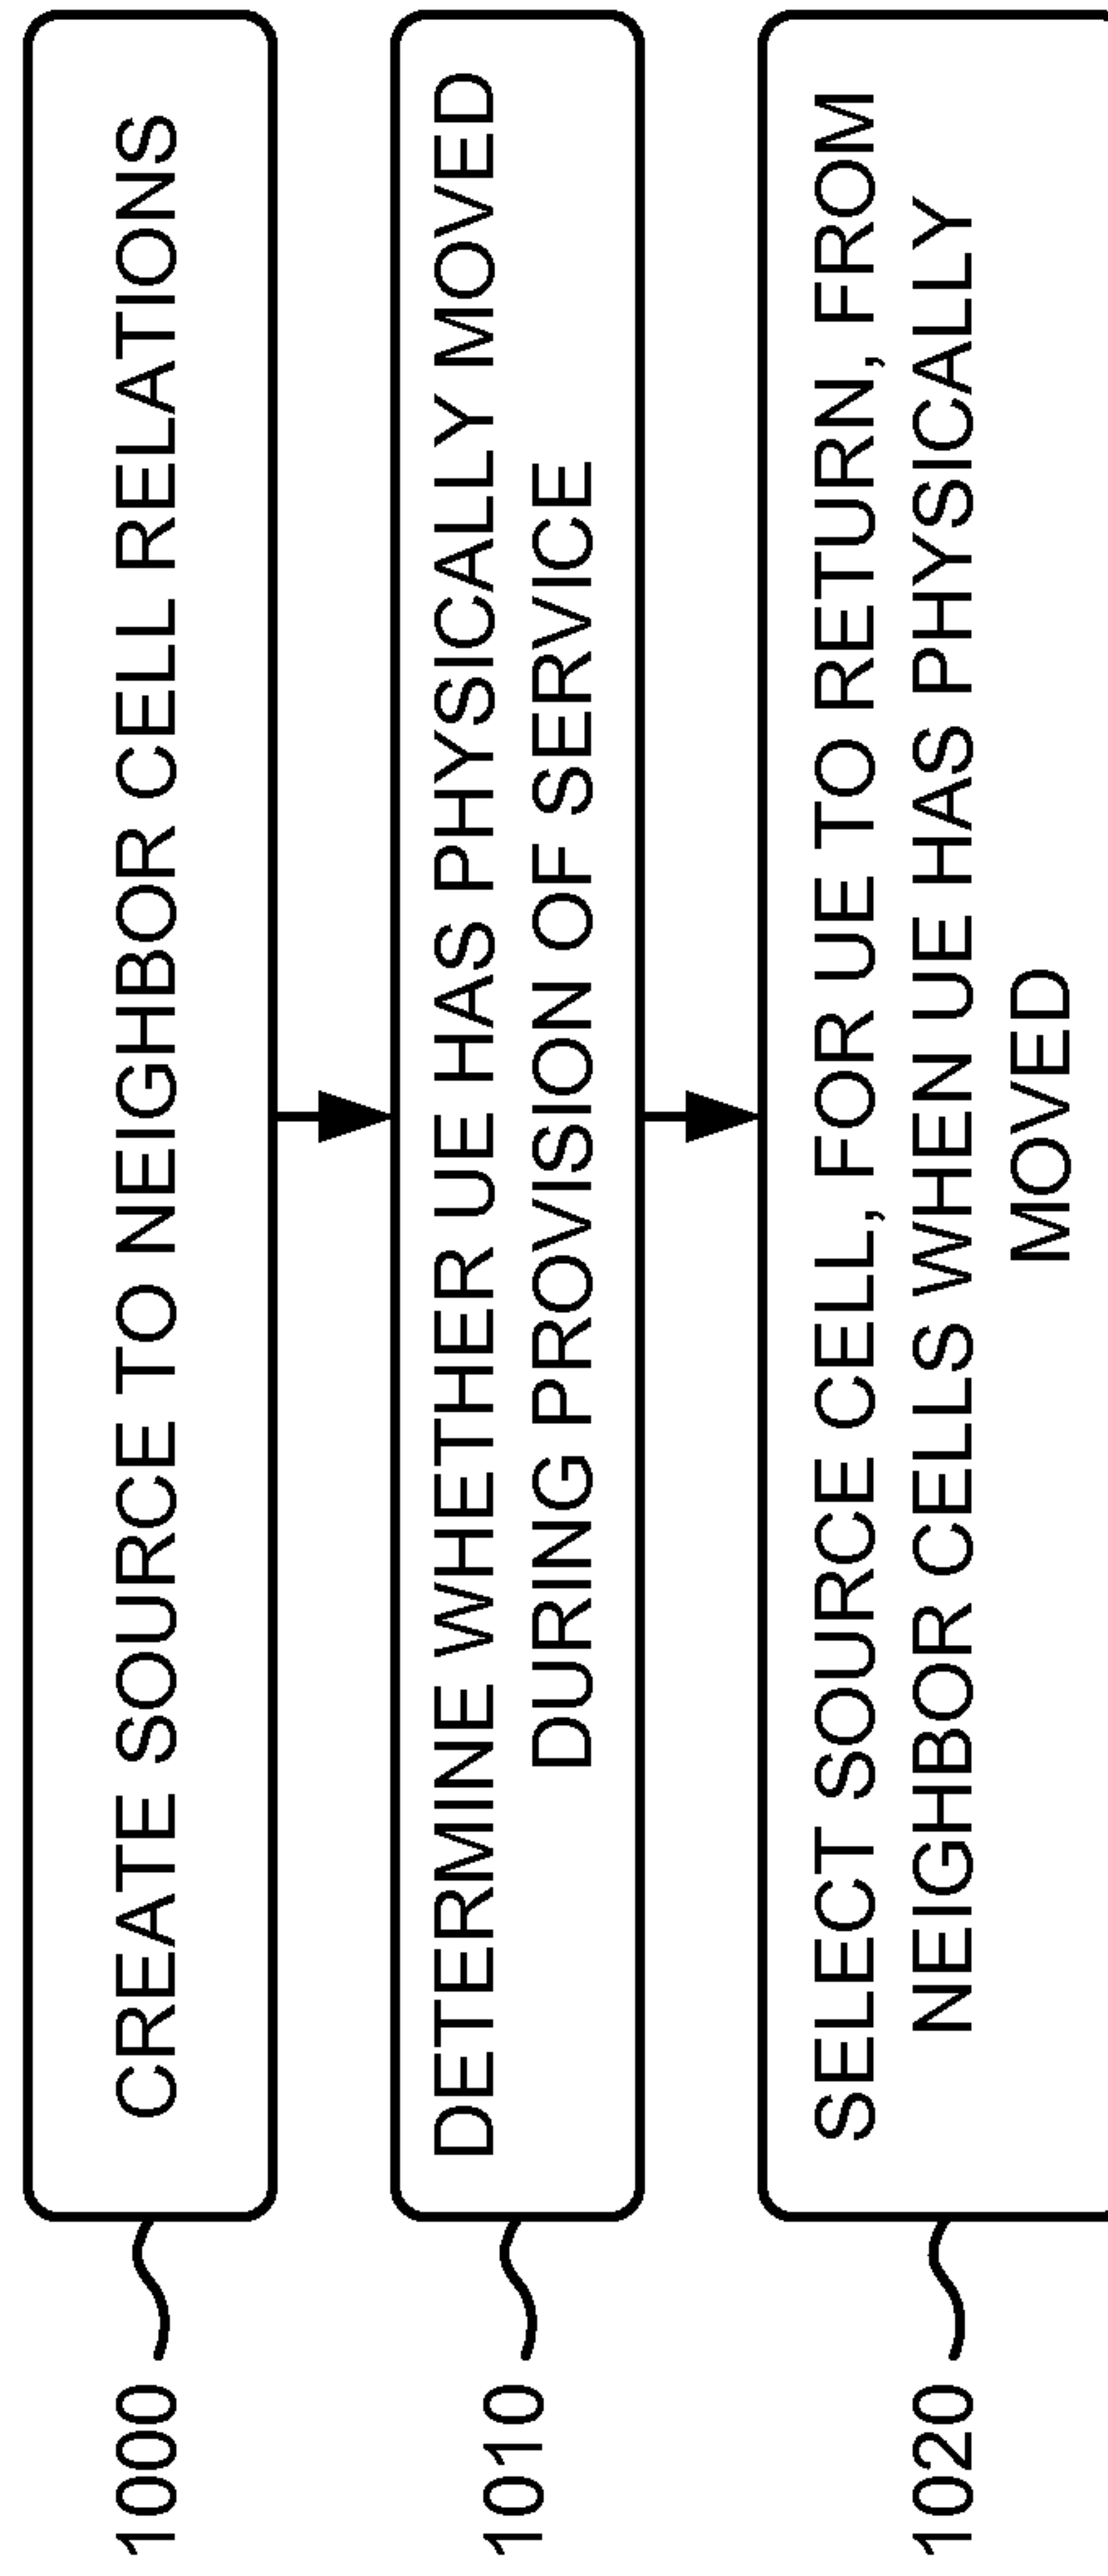 1000
CREATE SOURCE TO NEIGHBOR CELL RELATIONS
1010
DETERMINE WHETHER UE HAS PHYSICALLY MOVED
DURING PROVISION OF SERVICE
1020
SELECT SOURCE CELL, FOR UE TO RETURN, FROM
NEIGHBOR CELLS WHEN UE HAS PHYSICALLY
MOVED